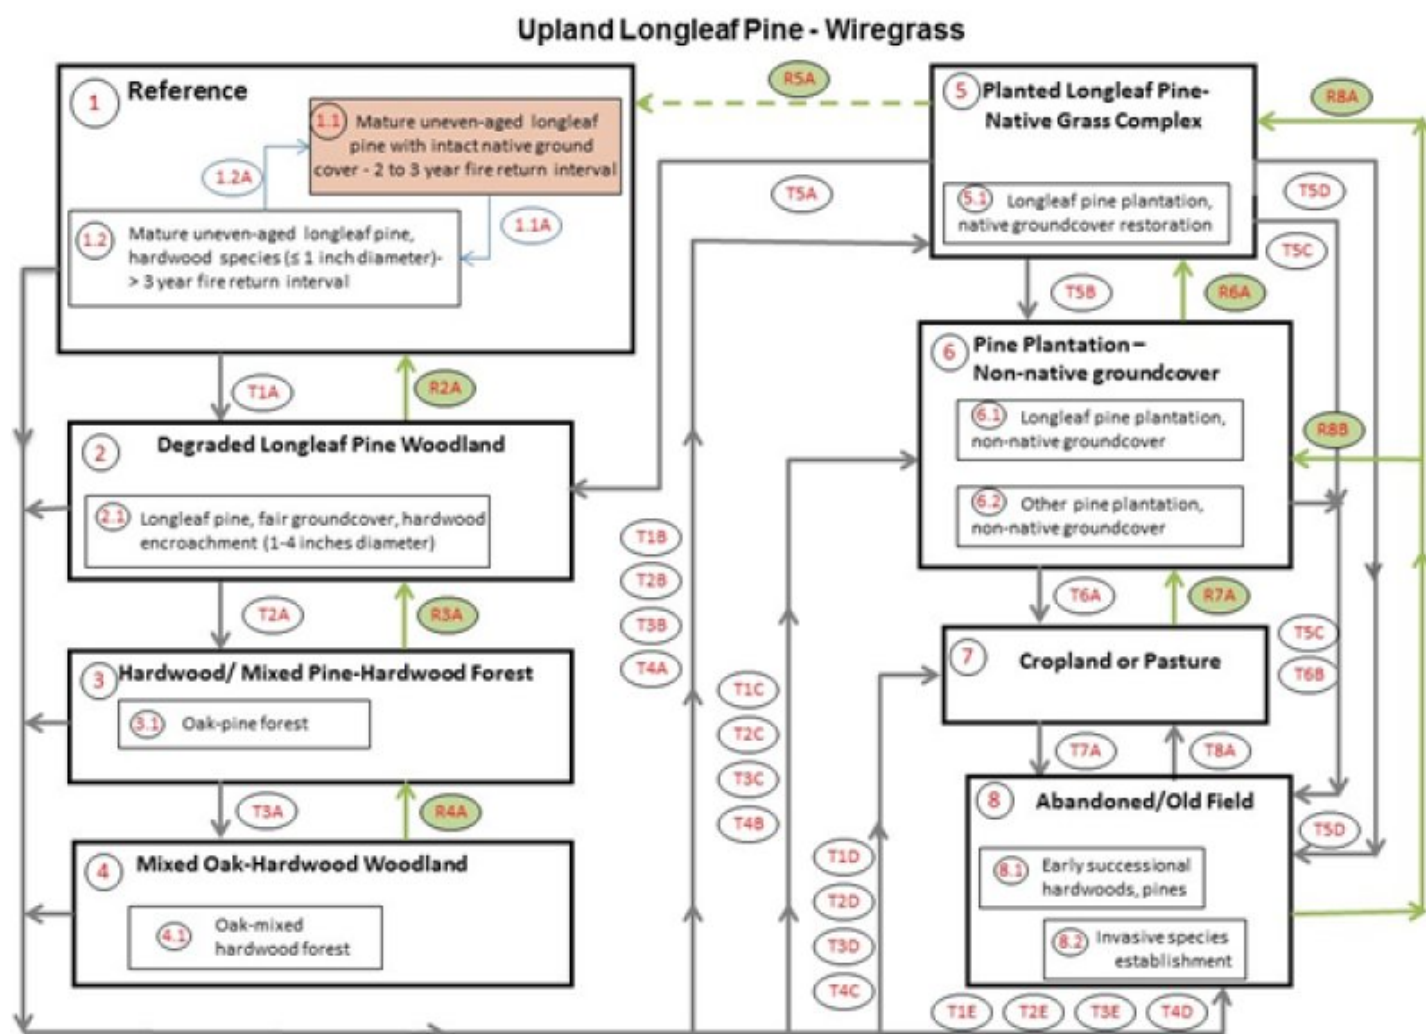 Upland Longleaf Pine - Wiregrass
1 Reference
1.1 Mature uneven-aged longleaf
pine with intact native ground
cover - 2 to 3 year fire return interval
1.2A
1.1A
1.2 Mature uneven-aged longleaf pine,
hardwood species (≤ 1 inch diameter)-
> 3 year fire return interval
T1A
R2A
2 Degraded Longleaf Pine Woodland
2.1 Longleaf pine, fair groundcover, hardwood
encroachment (1-4 inches diameter)
T2A
R3A
3 Hardwood/ Mixed Pine-Hardwood Forest
3.1 Oak-pine forest
T3A
R4A
4 Mixed Oak-Hardwood Woodland
4.1 Oak-mixed
hardwood forest
R5A
T5A
T1B
T2B
T3B
T4A
T1C
T2C
T3C
T4B
T1D
T2D
T3D
T4C
5 Planted Longleaf Pine-
Native Grass Complex
5.1 Longleaf pine plantation,
native groundcover restoration
R8A
T5D
T5C
T5B
R6A
6 Pine Plantation –
Non-native groundcover
6.1 Longleaf pine plantation,
non-native groundcover
6.2 Other pine plantation,
non-native groundcover
R8B
T6A
R7A
T5C
T6B
7 Cropland or Pasture
T7A
T8A
8 Abandoned/Old Field
T5D
8.1 Early successional
hardwoods, pines
8.2 Invasive species
establishment
T1E T2E T3E T4D